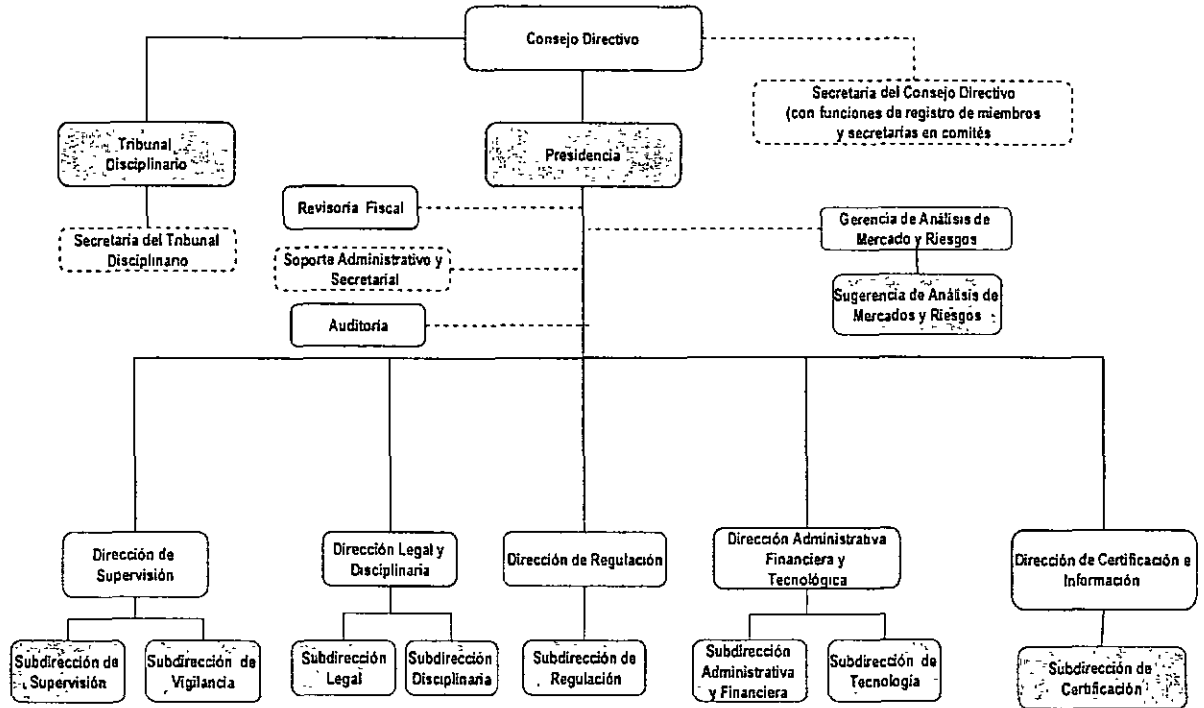 Consejo Directivo
Secretaria del Consejo Directivo
(con funciones de registro de miembros
y secretarías en comités
Tribunal
Disciplinario
Presidencia
Revisoría Fiscal
Gerencia de Análisis de
Mercado y Riesgos
Secretaria del Tribunal
Disciplinario
Soporte Administrativo y
Secretarial
Sugerencia de Análisis de
Mercados y Riesgos
Auditoría
Dirección de
Supervisión
Dirección Legal y
Disciplinaria
Dirección de Regulación
Dirección Administrativa
Financiera y
Tecnológica
Dirección de Certificación e
Información
Subdirección de
Supervisión
Subdirección de
Vigilancia
Subdirección
Legal
Subdirección
Disciplinaria
Subdirección de
Regulación
Subdirección
Administrativa
y Financiera
Subdirección de
Tecnología
Subdirección de
Certificación